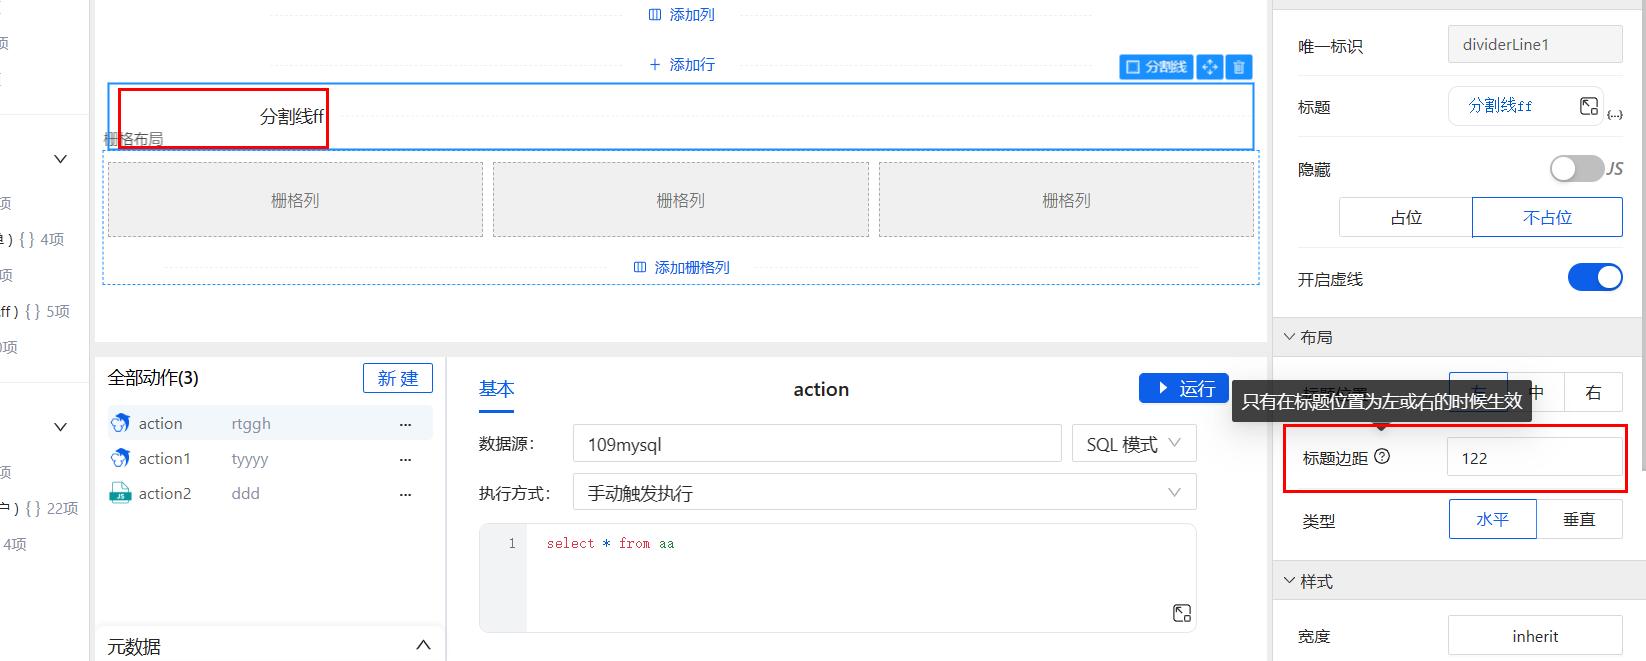 项
项
) { } 4项
项
ff ) { } 5项
0项
项
户 ) { } 22项
4项
添加列
添加行
分割线
分割线ff
栅格布局
栅格列
栅格列
栅格列
添加栅格列
全部动作(3)
新 建
action
rtggh
...
action1
tyyyy
...
action2
ddd
...
元数据
基本
action
运行
数据源:
109mysql
SQL 模式
执行方式:
手动触发执行
1
select * from aa
唯一标识
dividerLine1
标题
分割线ff
{...}
隐藏
JS
占位
不占位
开启虚线
布局
标题位置
左
中
右
只有在标题位置为左或右的时候生效
标题边距
122
类型
水平
垂直
样式
宽度
inherit